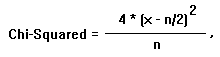 Chi-Squared = 4 * (x - n/2)^2 / n ,